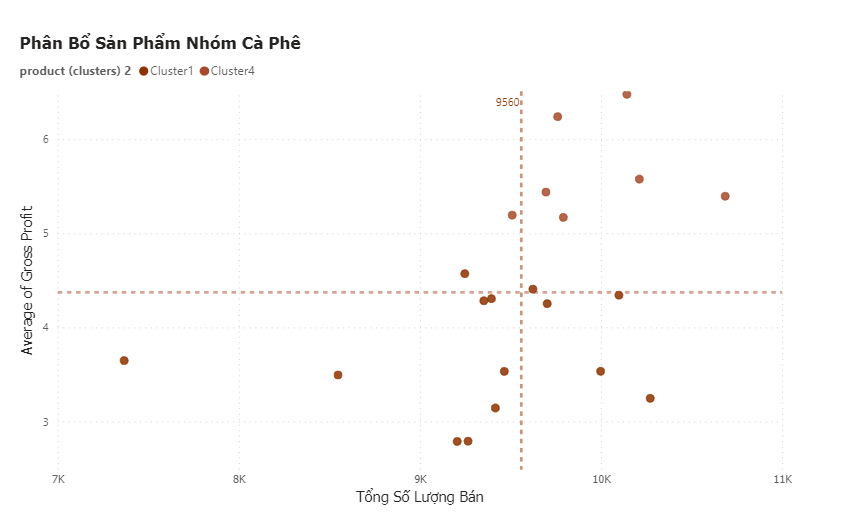 Phân Bổ Sản Phẩm Nhóm Cà Phê
product (clusters) 2 Cluster1 Cluster4
9560
6
5
4
3
Average of Gross Profit
7K 8K 9K 10K 11K
Tổng Số Lượng Bán